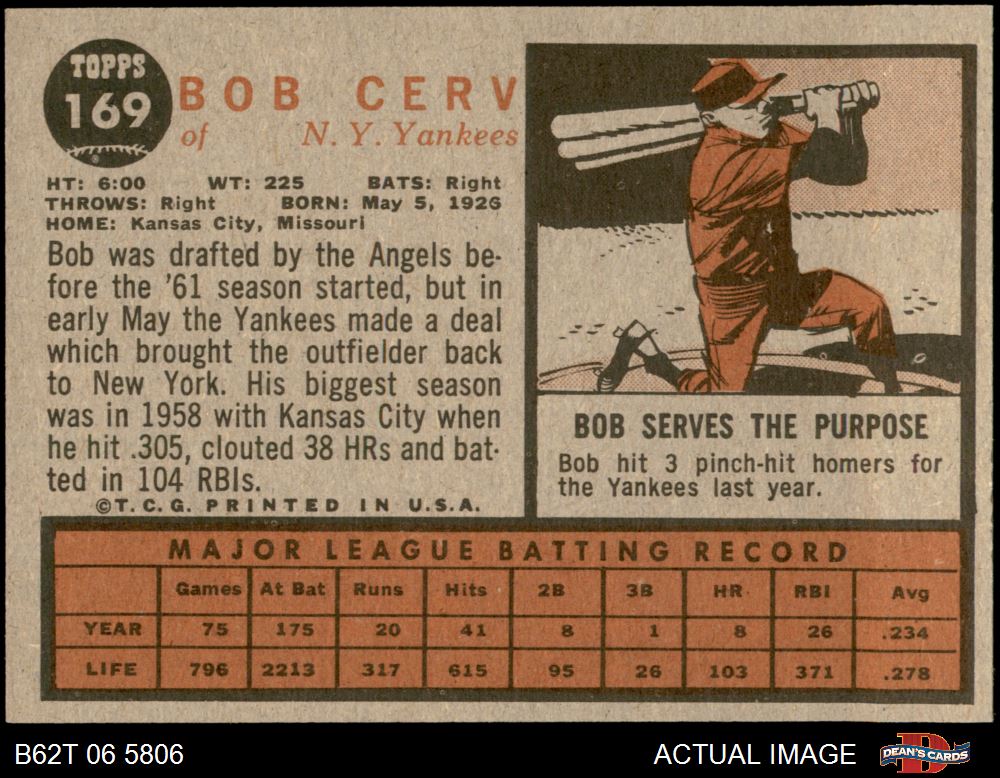 TOPPS
169
BOB CERV
of N. Y. Yankees
HT: 6:00 WT: 225 BATS: Right
THROWS: Right BORN: May 5, 1926
HOME: Kansas City, Missouri
Bob was drafted by the Angels be-
fore the '61 season started, but in
early May the Yankees made a deal
which brought the outfielder back
to New York. His biggest season
was in 1958 with Kansas City when
he hit .305, clouted 38 HRs and bat-
ted in 104 RBIs.
©T.C.G. PRINTED IN U.S.A.
BOB SERVES THE PURPOSE
Bob hit 3 pinch-hit homers for
the Yankees last year.
MAJOR LEAGUE BATTING RECORD
Games At Bat Runs Hits 2B 3B HR RBI Avg
YEAR 75 175 20 41 8 1 8 26 .234
LIFE 796 2213 317 615 95 26 103 371 .278
B62T 06 5806 ACTUAL IMAGE DEAN'S CARDS